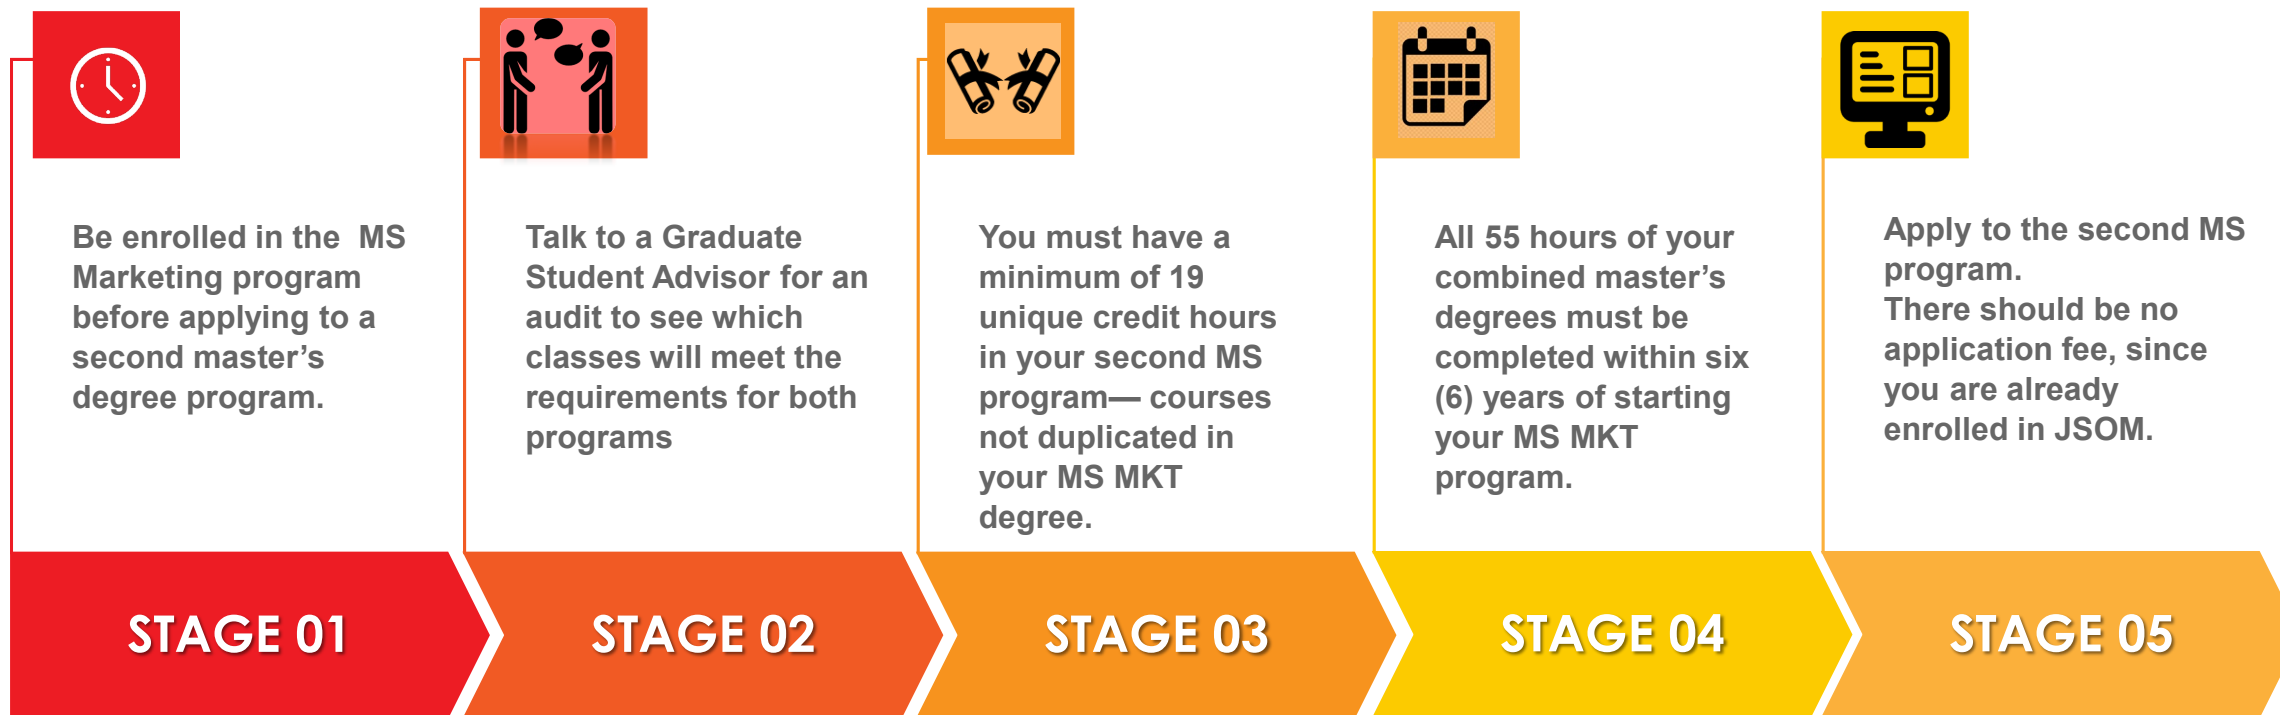 Be enrolled in the  MS
Marketing program
before applying to a
second master’s
degree program.
Talk to a Graduate
Student Advisor for an
audit to see which
classes will meet the
requirements for both
programs
You must have a
minimum of 19
unique credit hours
in your second MS
program— courses
not duplicated in
your MS MKT
degree.
All 55 hours of your
combined master’s
degrees must be
completed within six
(6) years of starting
your MS MKT
program.
Apply to the second MS
program.
There should be no
application fee, since
you are already
enrolled in JSOM.
STAGE 01
STAGE 02
STAGE 03
STAGE 04
STAGE 05